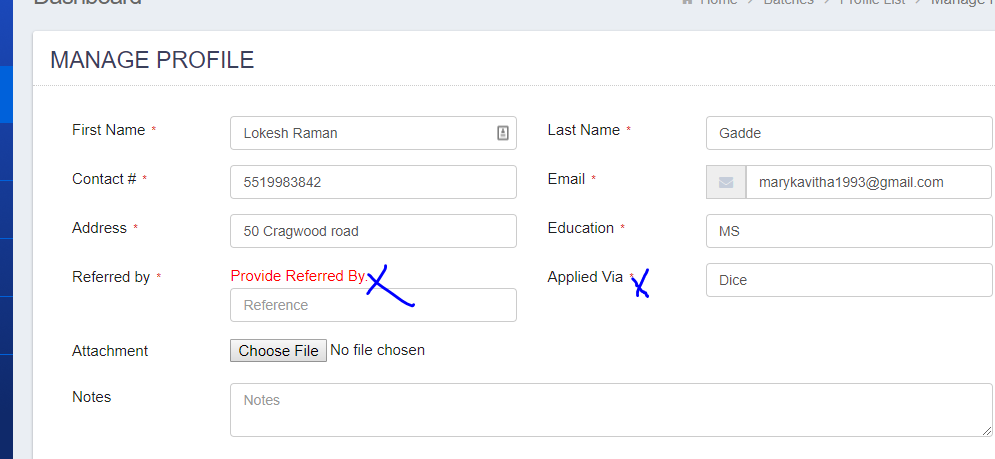 Dashboard
Home > Batches > Profile List > Manage
MANAGE PROFILE
First Name * Lokesh Raman Last Name * Gadde
Contact # * 5519983842 Email * marykavitha1993@gmail.com
Address * 50 Cragwood road Education * MS
Referred by * Provide Referred By. Applied Via * Dice
Reference
Attachment Choose File No file chosen
Notes Notes